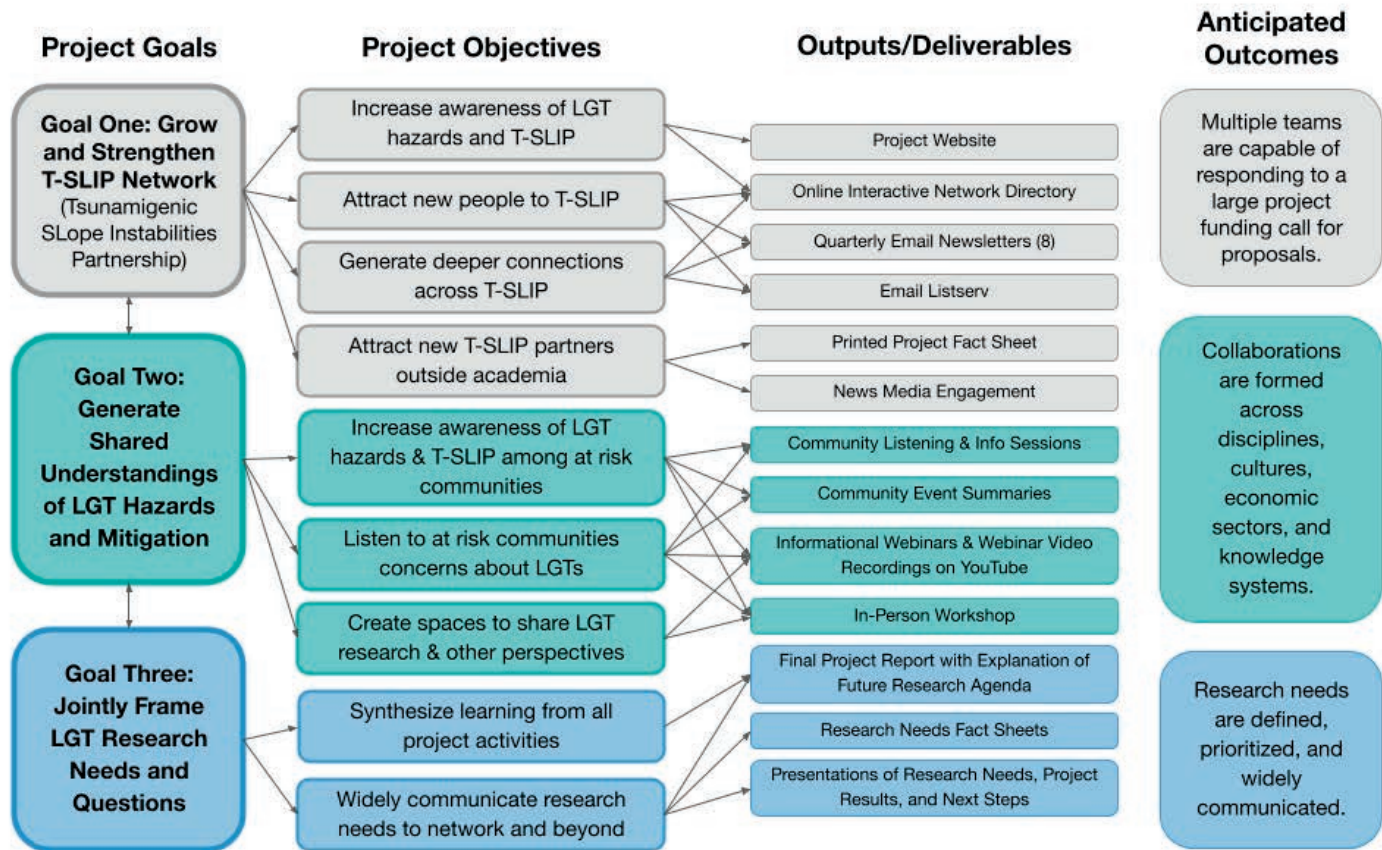 Project Goals
Goal One: Grow
and Strengthen
T-SLIP Network
(Tsunamigenic
SLope Instabilities
Partnership)
Goal Two:
Generate
Shared
Understandings
of LGT Hazards
and Mitigation
Goal Three:
Jointly Frame
LGT Research
Needs and
Questions
Project Objectives
Increase awareness of LGT
hazards and T-SLIP
Attract new people to T-SLIP
Generate deeper connections
across T-SLIP
Attract new T-SLIP partners
outside academia
Increase awareness of LGT
hazards & T-SLIP among at risk
communities
Listen to at risk communities
concerns about LGTs
Create spaces to share LGT
research & other perspectives
Synthesize learning from all
project activities
Widely communicate research
needs to network and beyond
Outputs/Deliverables
Project Website
Online Interactive Network Directory
Quarterly Email Newsletters (8)
Email Listserv
Printed Project Fact Sheet
News Media Engagement
Community Listening & Info Sessions
Community Event Summaries
Informational Webinars & Webinar Video
Recordings on YouTube
In-Person Workshop
Final Project Report with Explanation of
Future Research Agenda
Research Needs Fact Sheets
Presentations of Research Needs, Project
Results, and Next Steps
Anticipated
Outcomes
Multiple teams
are capable of
responding to a
large project
funding call for
proposals.
Collaborations
are formed
across
disciplines,
cultures,
economic
sectors, and
knowledge
systems.
Research needs
are defined,
prioritized, and
widely
communicated.